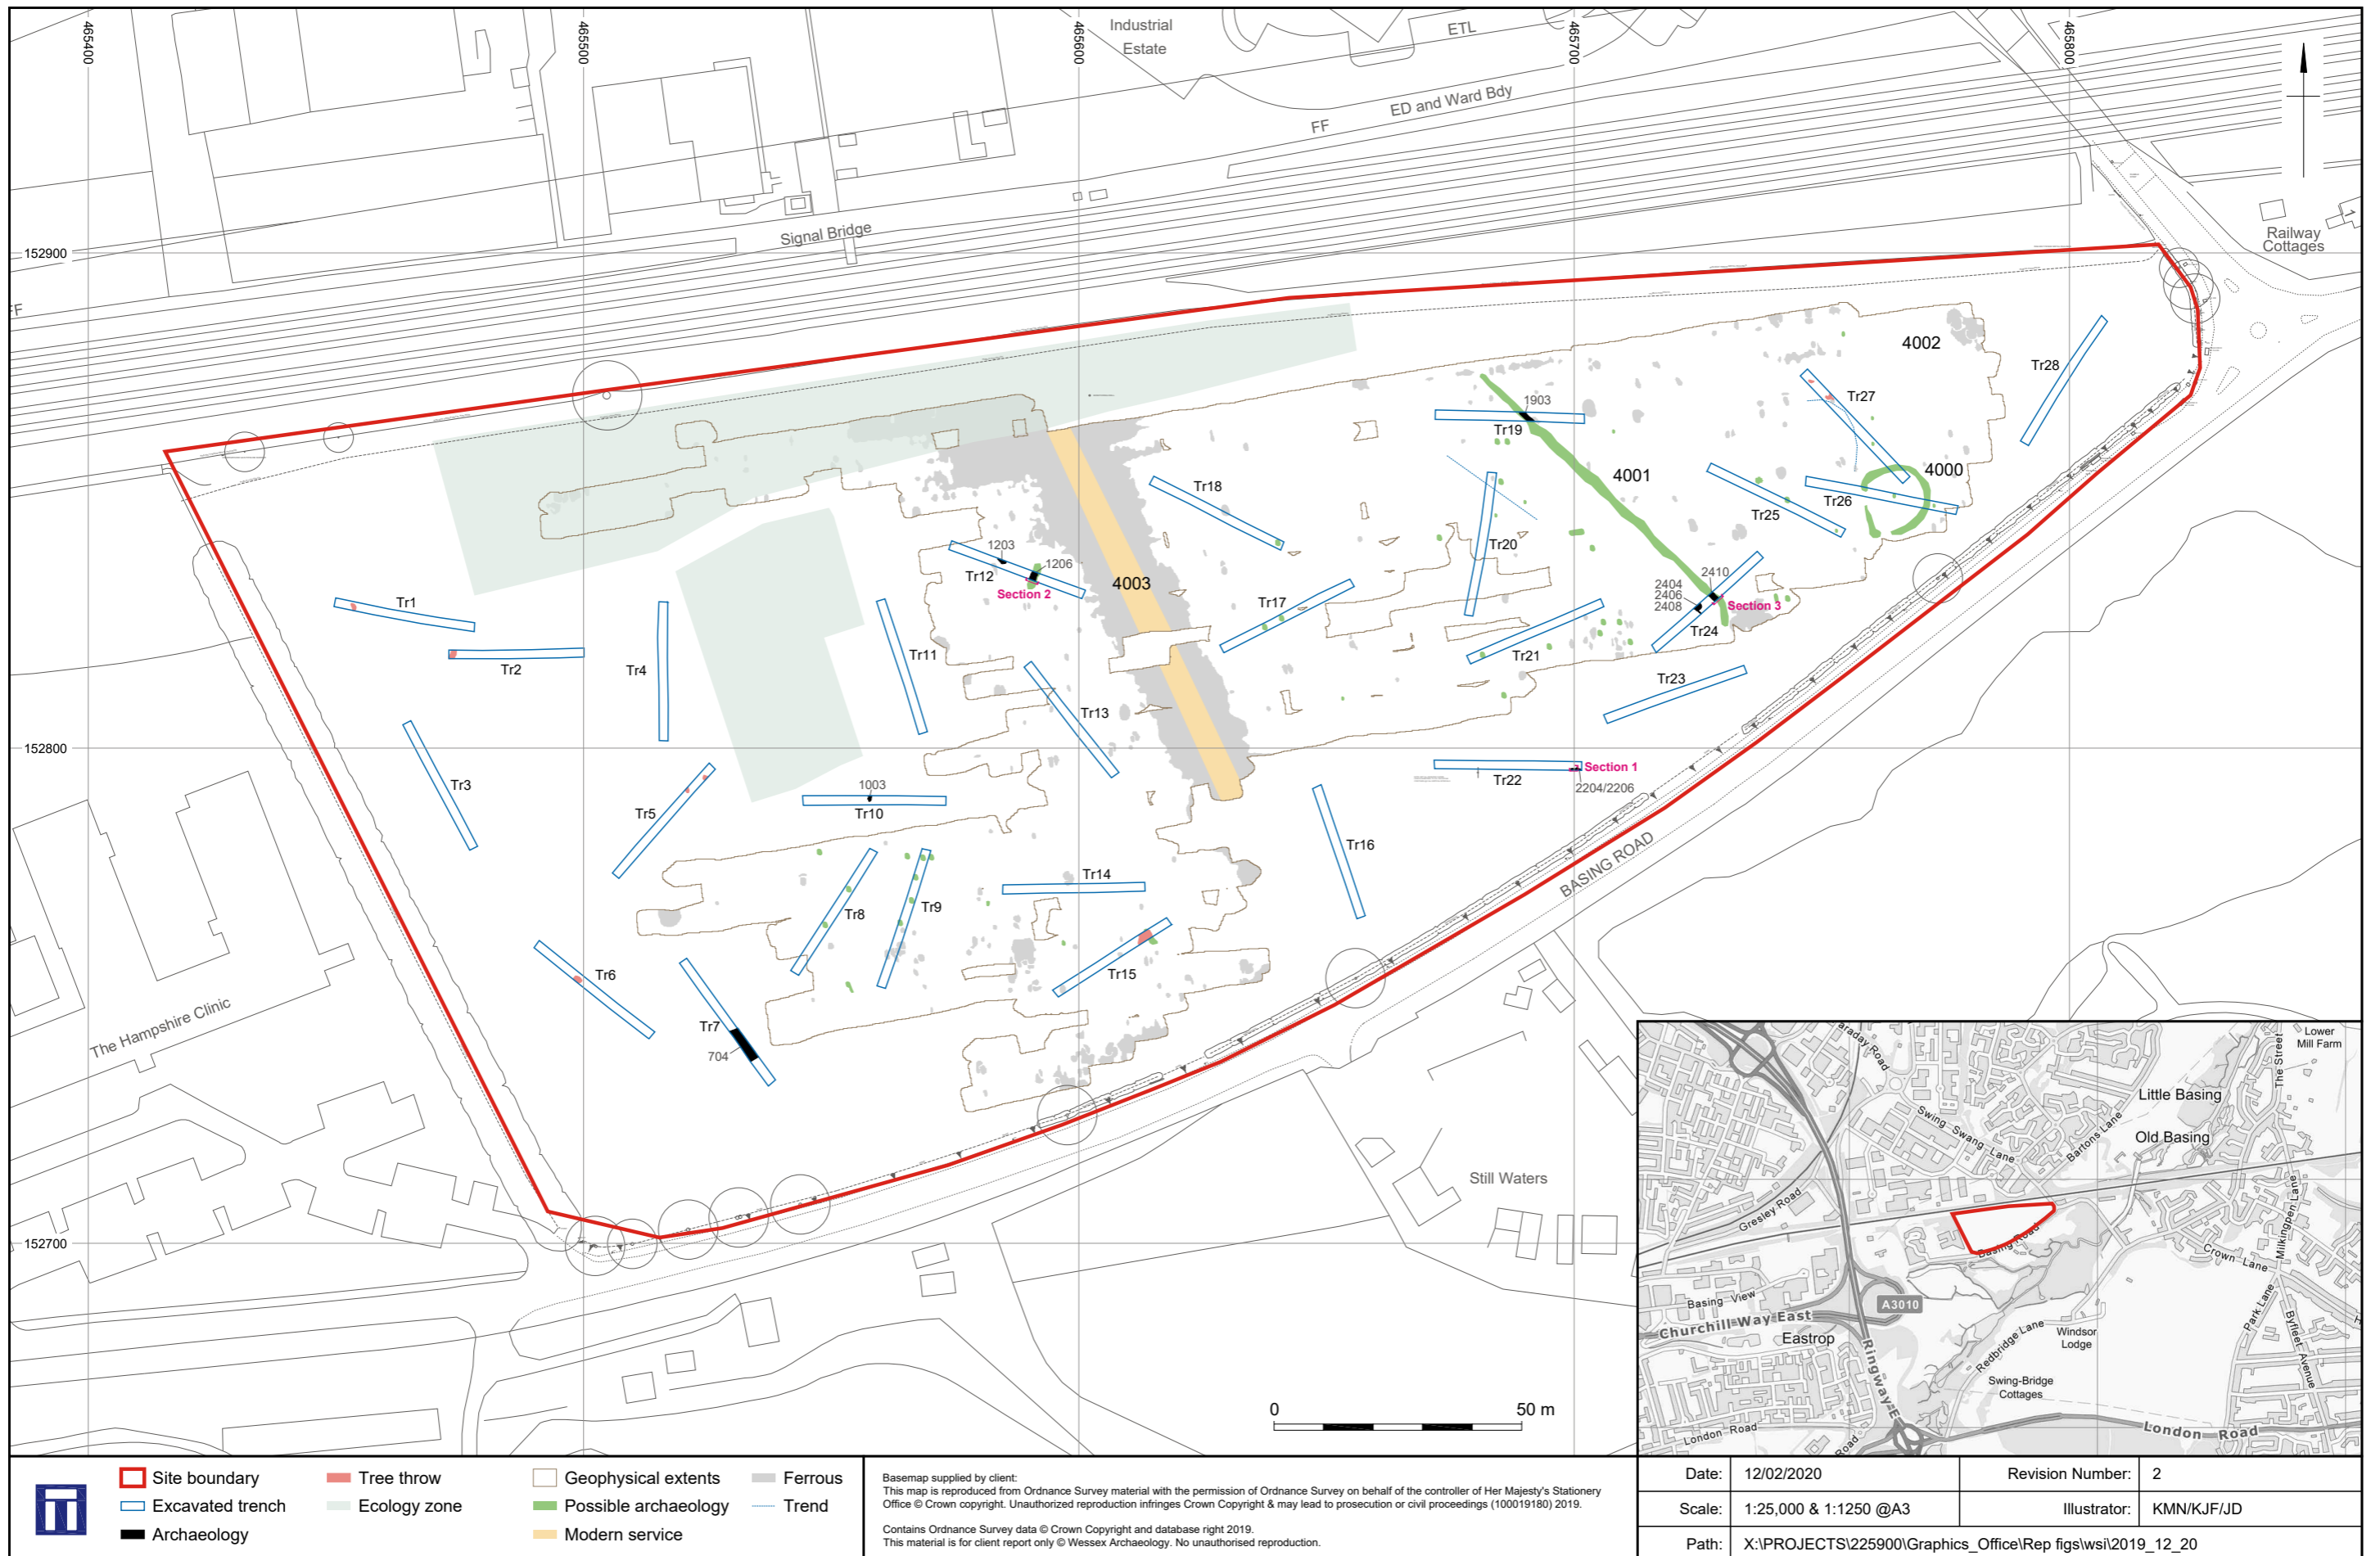 465400
465500
465600
465700
465800
Industrial
Estate
ETL
ED and Ward Bdy
FF
Signal Bridge
Railway
Cottages
1
152900
FF
4002
Tr28
1903
Tr27
Tr19
4001
4000
Tr18
Tr26
Tr25
1203
Tr20
1206
Tr12
4003
2410
Section 2
2404
2406
2408
Section 3
Tr1
Tr17
Tr24
Tr11
Tr21
Tr2
Tr4
Tr23
Tr13
152800
Section 1
Tr3
Tr22
1003
2204/2206
Tr5
Tr10
Tr16
BASING ROAD
Tr14
Tr8
Tr9
Tr6
Tr15
The Hampshire Clinic
Tr7
704
Still Waters
152700
0
50 m
Lower
Mill Farm
The Street
araday Road
Little Basing
Swing Swang Lane
Bartons Lane
Old Basing
Gresley Road
Milkingpen Lane
Basing Road
Crown Lane
Basing View
A3010
Park Lane
Churchill Way East
Eastrop
Redbridge Lane
Windsor
Lodge
Byfleet Avenue
Ringway E
Swing-Bridge
Cottages
London Road
Road
London Road
Site boundary
Excavated trench
Archaeology
Tree throw
Ecology zone
Geophysical extents
Possible archaeology
Modern service
Ferrous
Trend
Basemap supplied by client:
This map is reproduced from Ordnance Survey material with the permission of Ordnance Survey on behalf of the controller of Her Majesty's Stationery
Office © Crown copyright. Unauthorized reproduction infringes Crown Copyright & may lead to prosecution or civil proceedings (100019180) 2019.
Contains Ordnance Survey data © Crown Copyright and database right 2019.
This material is for client report only © Wessex Archaeology. No unauthorised reproduction.
Date: 12/02/2020 Revision Number: 2
Scale: 1:25,000 & 1:1250 @A3 Illustrator: KMN/KJF/JD
Path: X:\PROJECTS\225900\Graphics_Office\Rep figs\wsi\2019_12_20